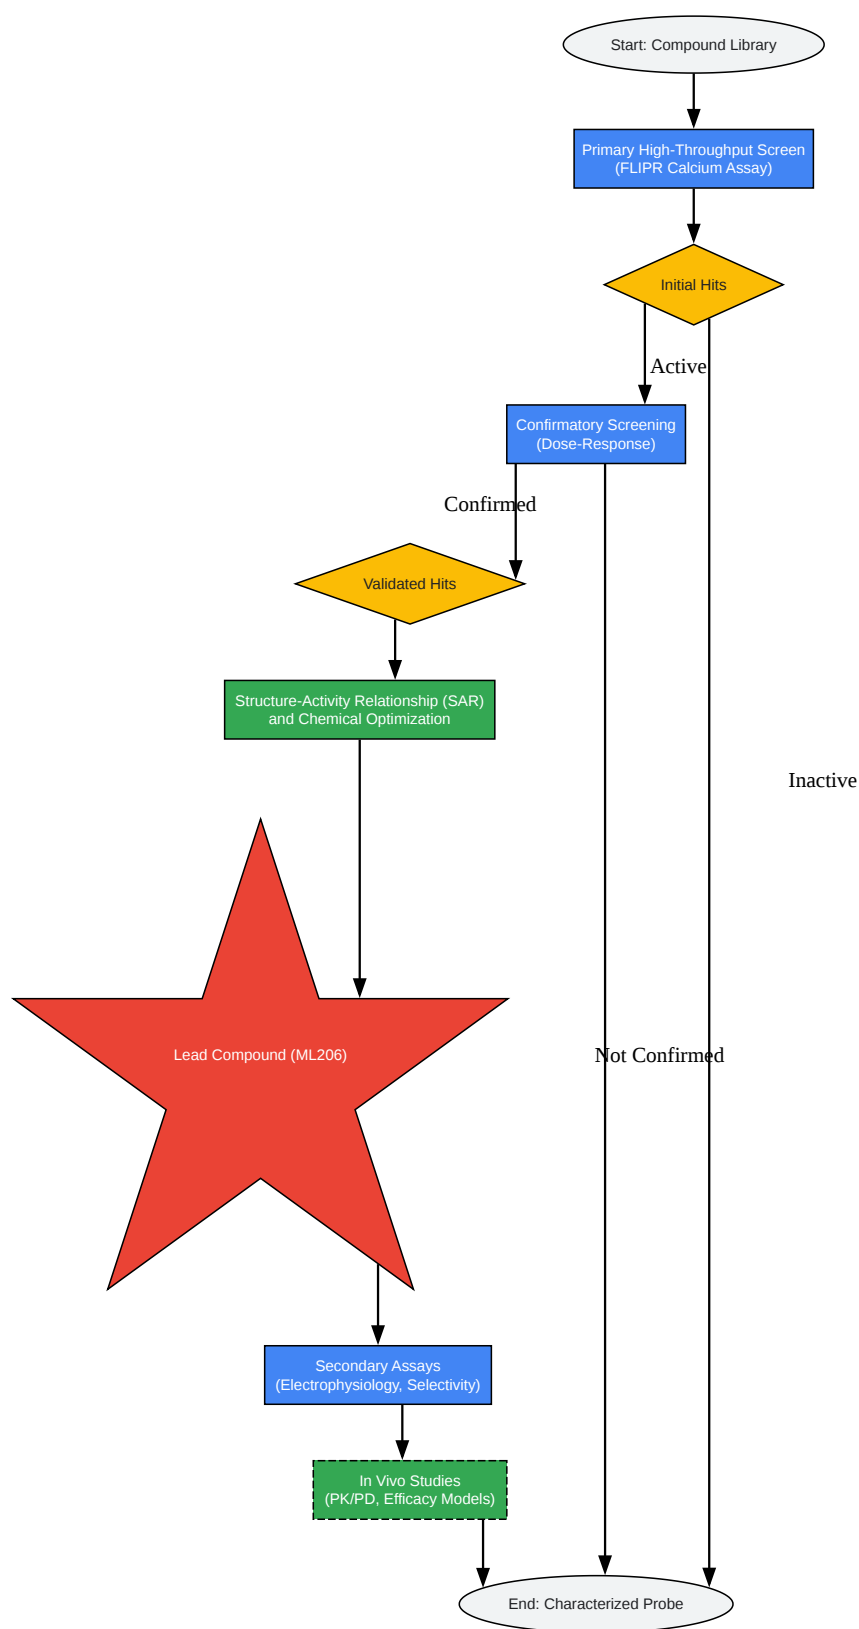 Start: Compound Library
Primary High-Throughput Screen
(FLIPR Calcium Assay)
Initial Hits
Active
Confirmatory Screening
(Dose-Response)
Confirmed
Validated Hits
Structure-Activity Relationship (SAR)
and Chemical Optimization
Inactive
Lead Compound (ML206)
Not Confirmed
Secondary Assays
(Electrophysiology, Selectivity)
In Vivo Studies
(PK/PD, Efficacy Models)
End: Characterized Probe